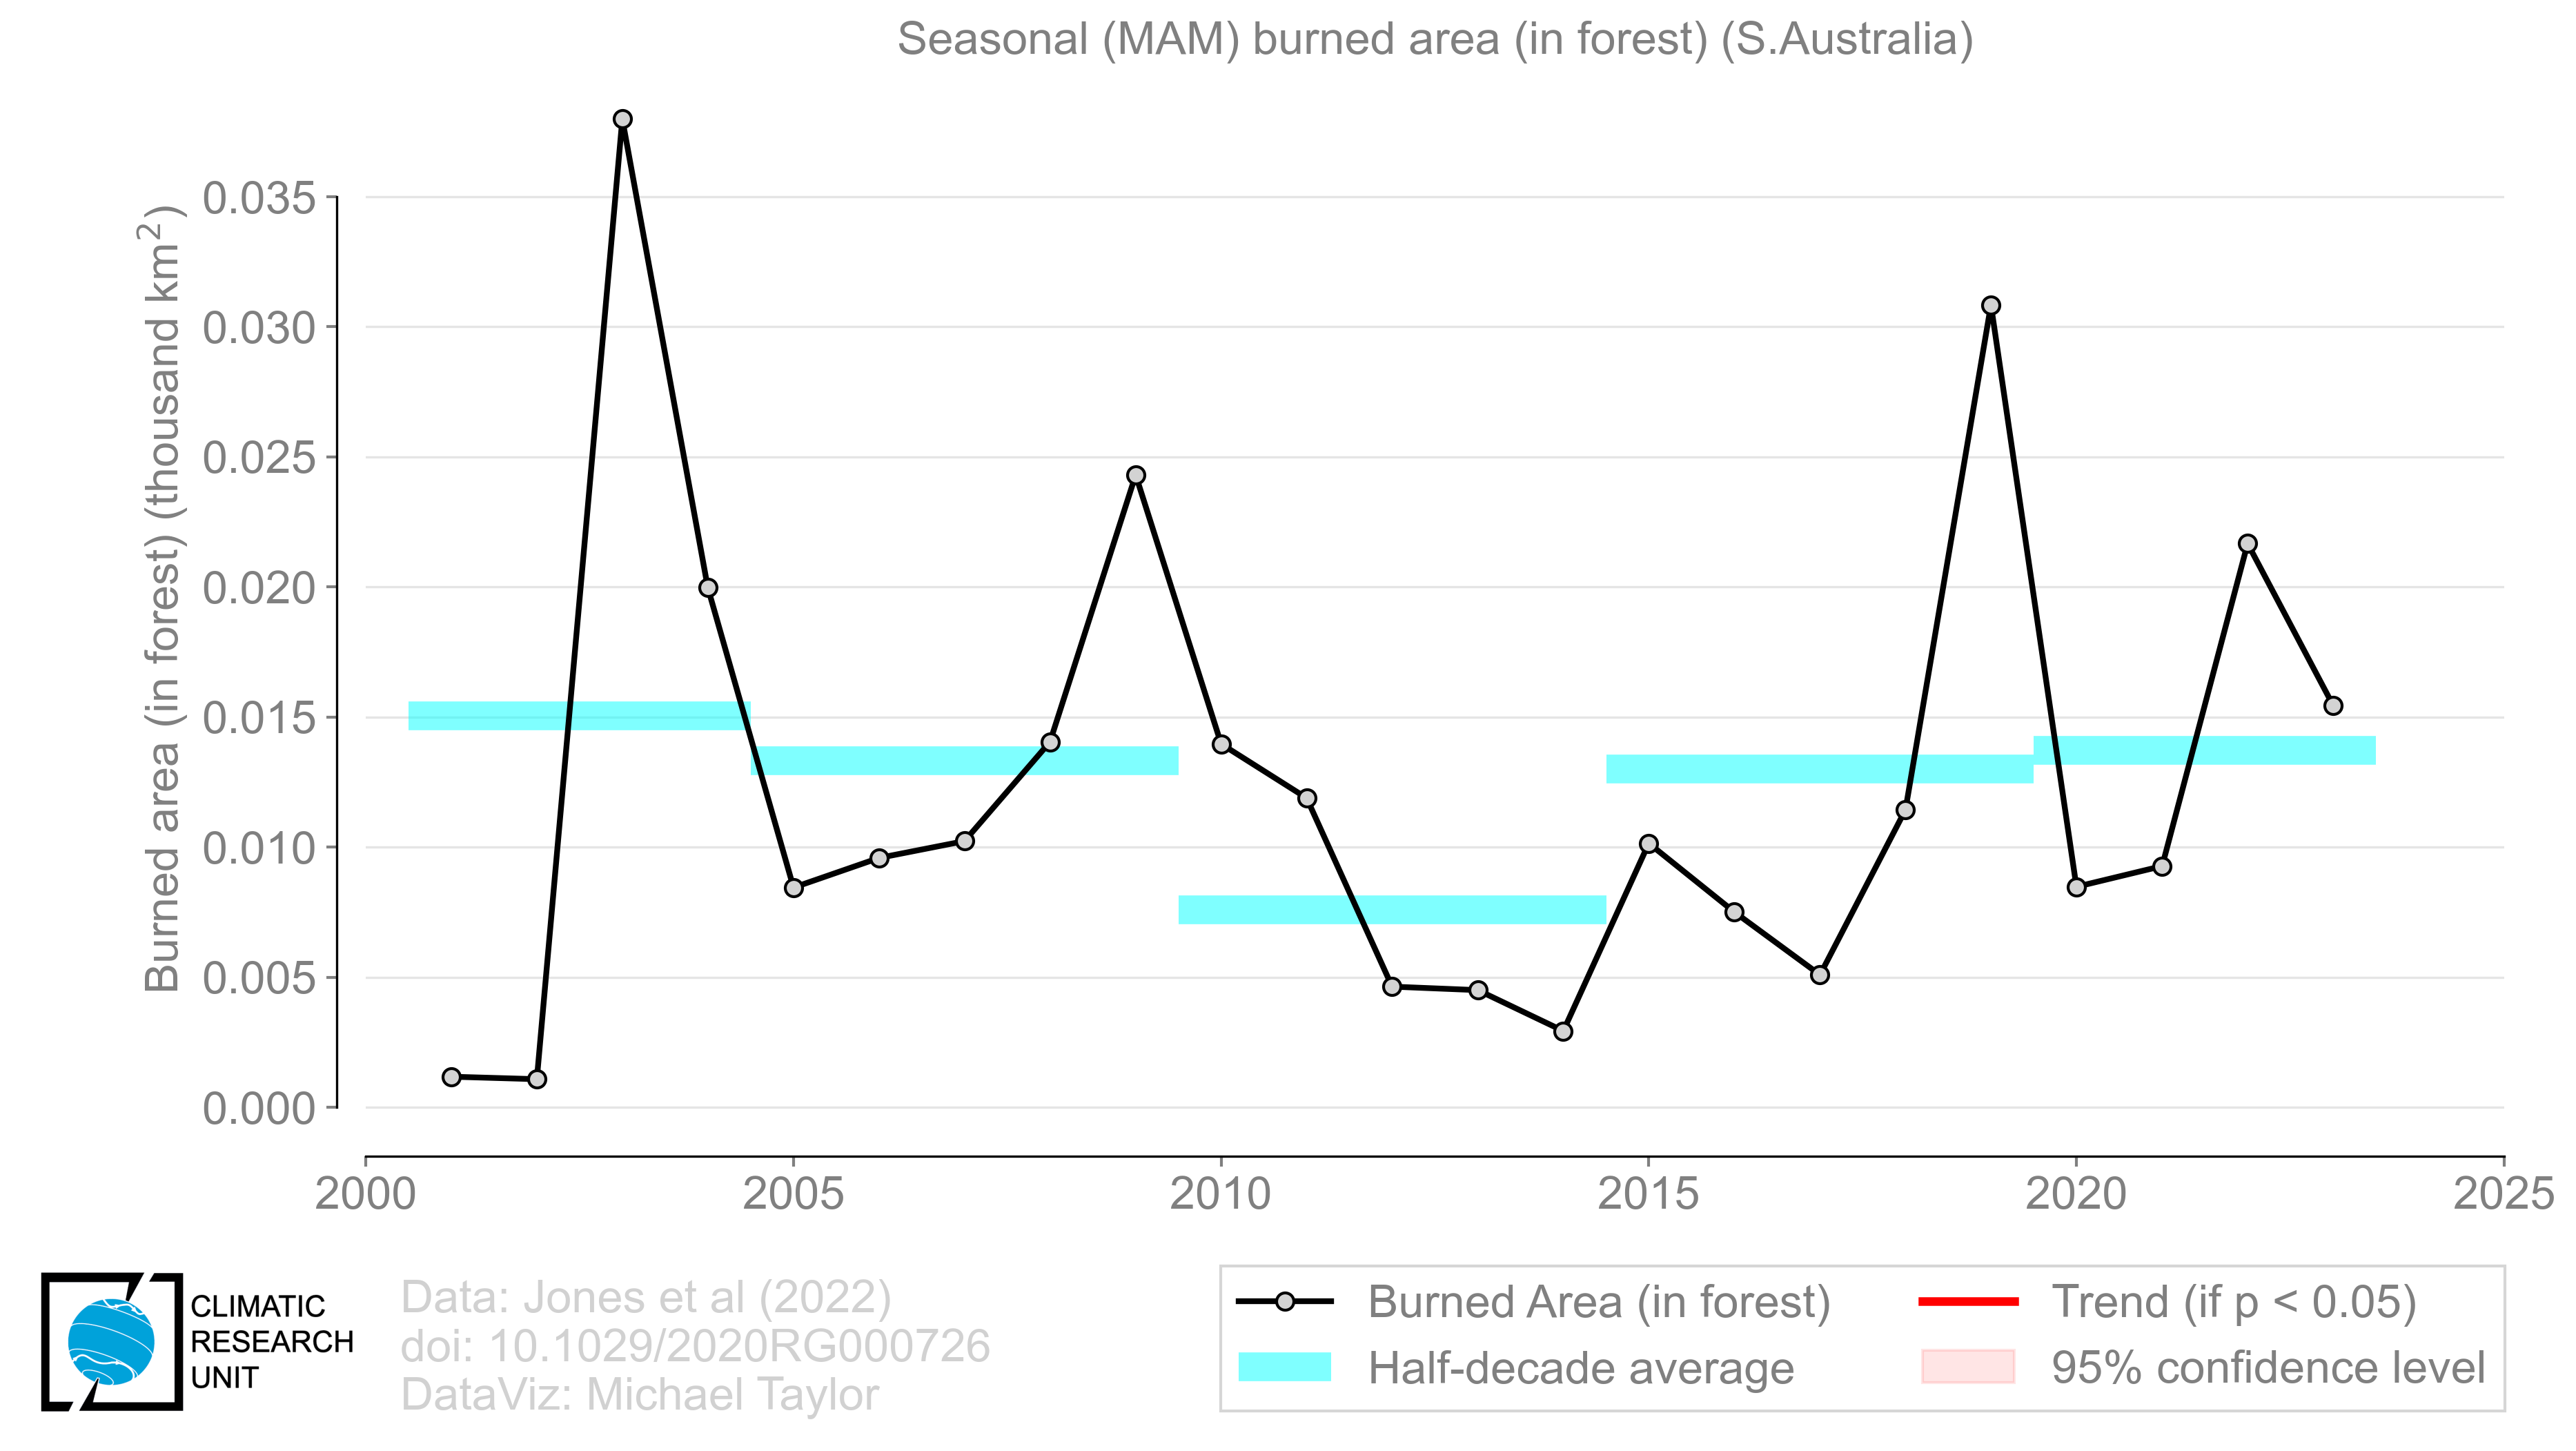 Seasonal (MAM) burned area (in forest) (S.Australia)
Burned area (in forest) (thousand km²)
0.035
0.030
0.025
0.020
0.015
0.010
0.005
0.000
2000 2005 2010 2015 2020 2025
CLIMATIC
RESEARCH
UNIT
Data: Jones et al (2022)
doi: 10.1029/2020RG000726
DataViz: Michael Taylor
Burned Area (in forest)
Half-decade average
Trend (if p < 0.05)
95% confidence level